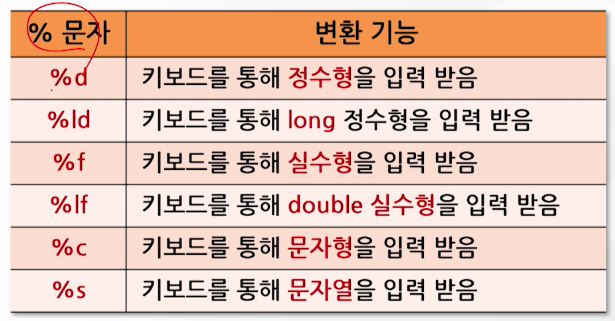 % 문자 변환 기능
%d 키보드를 통해 정수형을 입력 받음
%ld 키보드를 통해 long 정수형을 입력 받음
%f 키보드를 통해 실수형을 입력 받음
%lf 키보드를 통해 double 실수형을 입력 받음
%c 키보드를 통해 문자형을 입력 받음
%s 키보드를 통해 문자열을 입력 받음